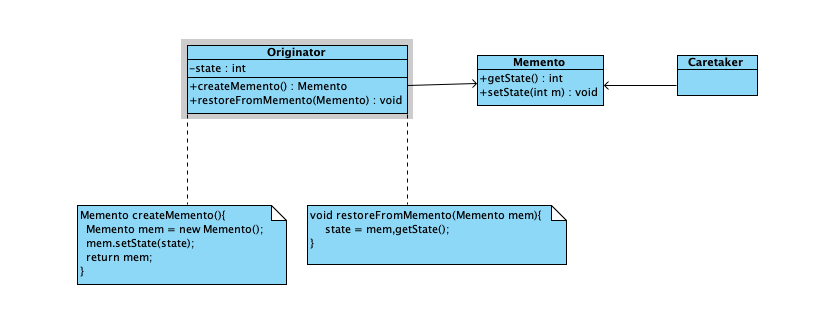 Originator
-state : int
+createMemento() : Memento
+restoreFromMemento(Memento) : void
Memento
+getState() : int
+setState(int m) : void
Caretaker
Memento createMemento(){
Memento mem = new Memento();
mem.setState(state);
return mem;
}
void restoreFromMemento(Memento mem){
state = mem,getState();
}